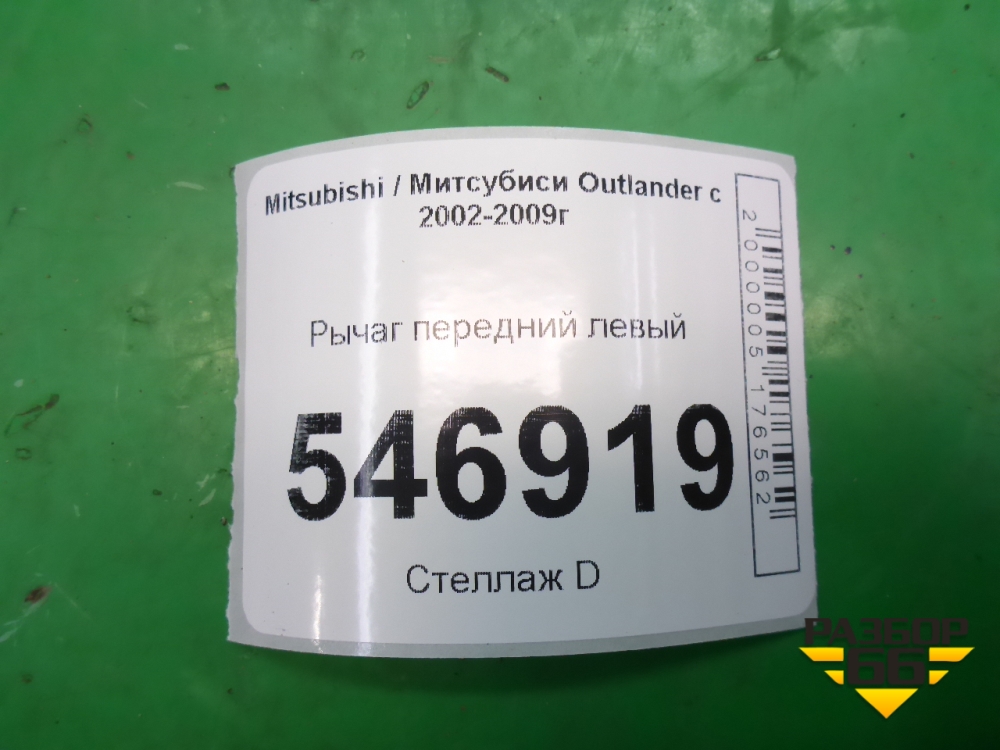 Mitsubishi / Митсубиси Outlander с
2002-2009г
Рычаг передний левый
546919
Стеллаж D
2000005176562
РАЗБОР
66